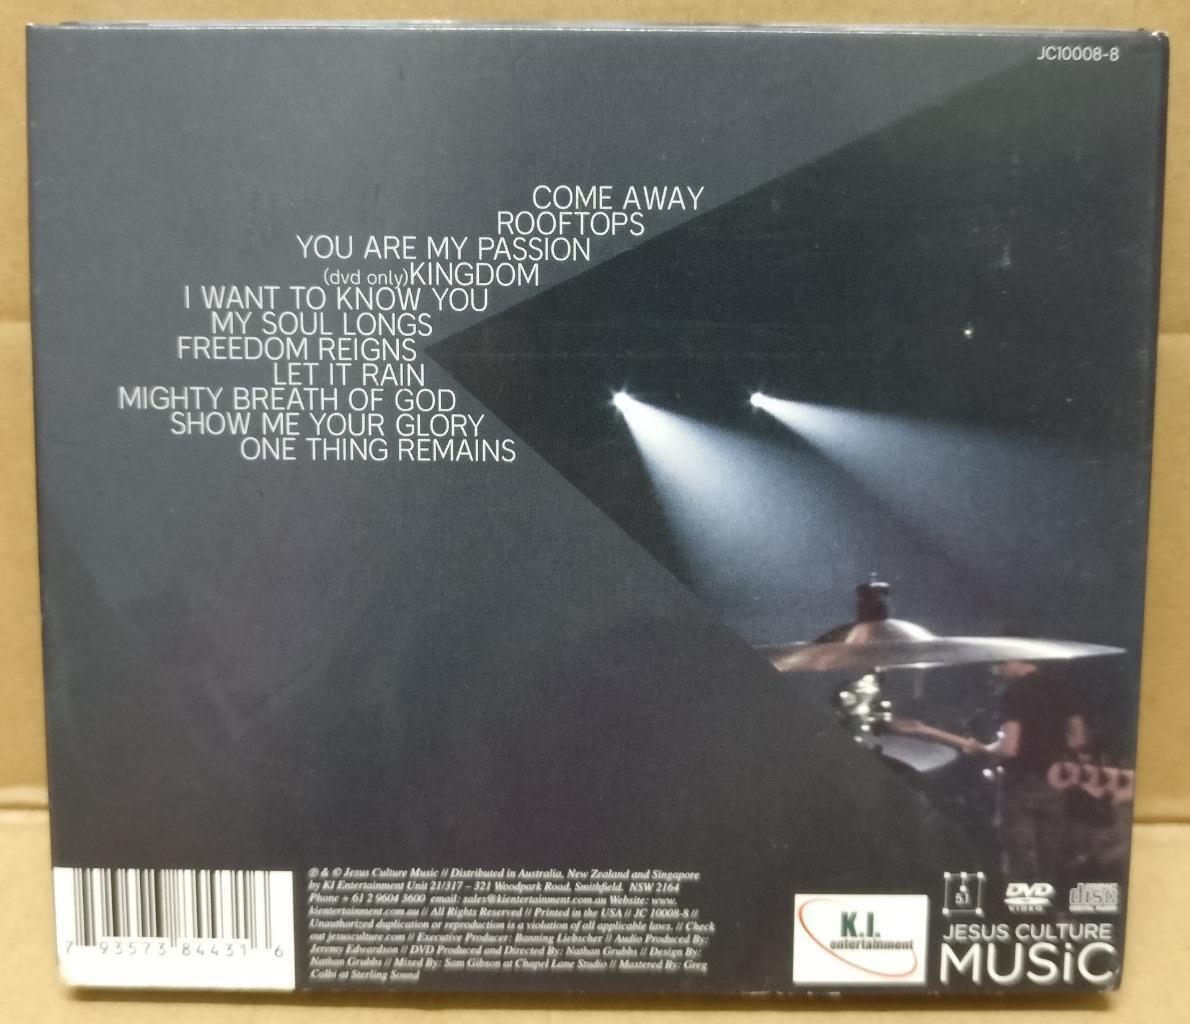 JC10008-8
COME AWAY
ROOFTOPS
YOU ARE MY PASSION
(dvd only)KINGDOM
I WANT TO KNOW YOU
MY SOUL LONGS
FREEDOM REIGNS
LET IT RAIN
MIGHTY BREATH OF GOD
SHOW ME YOUR GLORY
ONE THING REMAINS
℗ & © Jesus Culture Music // Distributed in Australia, New Zealand and Singapore
by KI Entertainment Unit 21/317 – 321 Woodpark Road, Smithfield. NSW 2164
Phone + 61 2 9604 3600 email: sales@kientertainment.com.au Website: www.
kientertainment.com.au // All Rights Reserved // Printed in the USA // JC 10008-8 //
Unauthorized duplication or reproduction is a violation of all applicable laws. // Check
out jesusculture.com // Executive Producer: Banning Liebscher // Audio Produced By:
Jeremy Edwardson // DVD Produced and Directed By: Nathan Grubbs // Design By:
Nathan Grubbs // Mixed By: Sam Gibson at Chapel Lane Studio // Mastered By: Greg
Calbi at Sterling Sound
7 93573 84431 6
K.I.
entertainment
5.1
DVD
VIDEO
disc
JESUS CULTURE
MUSiC